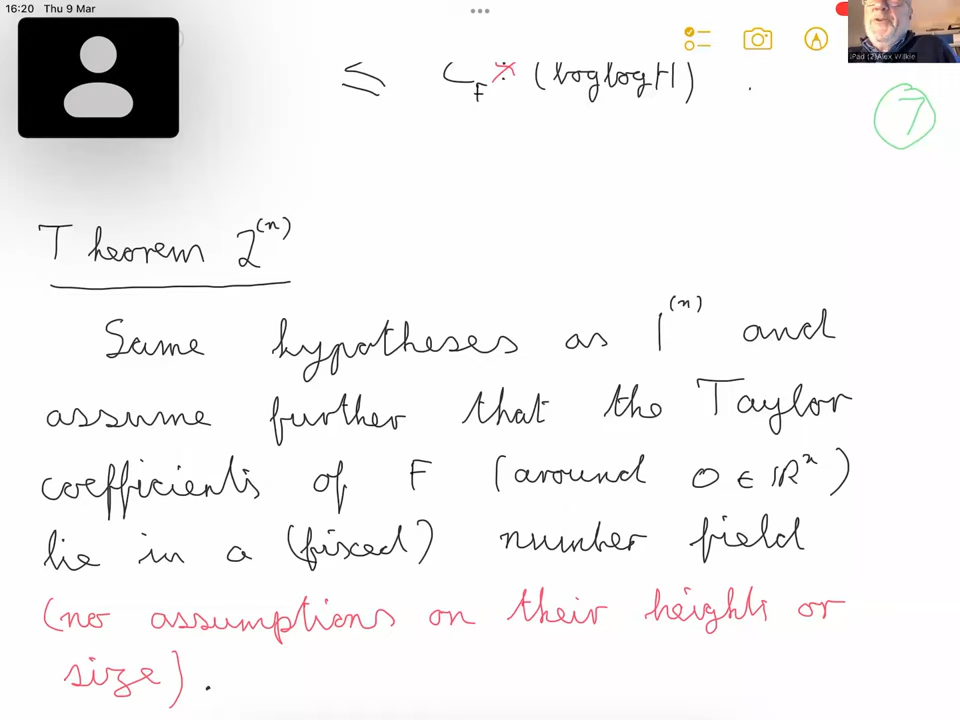 16:20 Thu 9 Mar
iPad (2) Alex Wilkie
≤ C_F (loglog H) .
7
Theorem 2^(n)
Same hypotheses as 1^(n) and
assume further that the Taylor
coefficients of F (around 0 ∈ ℝ^n)
lie in a (fixed) number field
(no assumptions on their heights or
size).